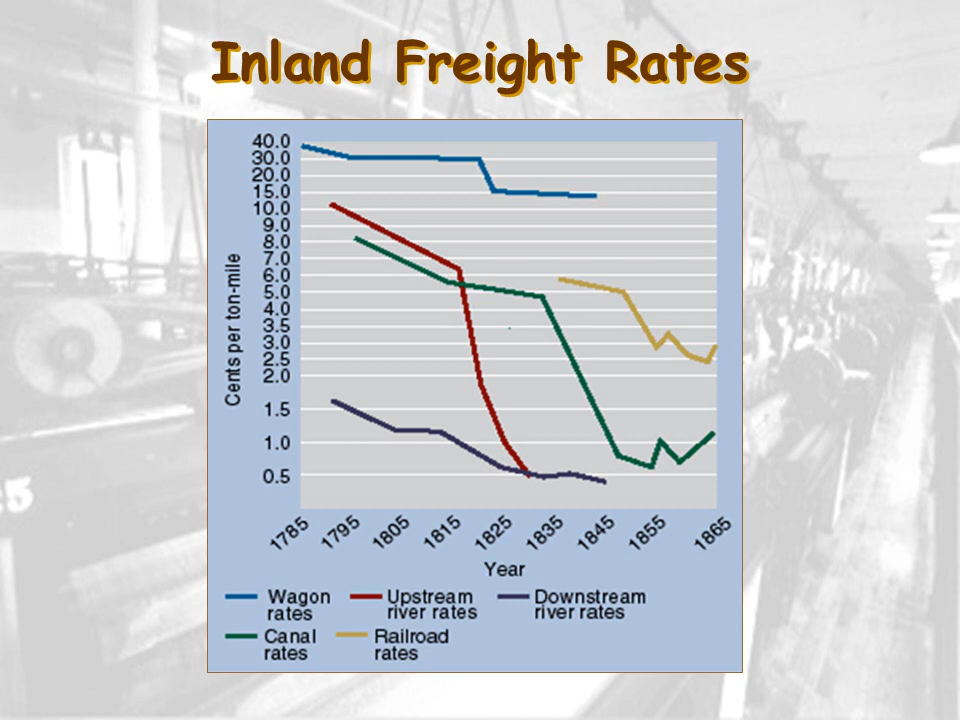 Inland Freight Rates
Cents per ton-mile
40.0
30.0
20.0
15.0
10.0
9.0
8.0
7.0
6.0
5.0
4.0
3.5
3.0
2.5
2.0
1.5
1.0
0.5
1785 1795 1805 1815 1825 1835 1845 1855 1865
Year
Wagon rates
Upstream river rates
Downstream river rates
Canal rates
Railroad rates